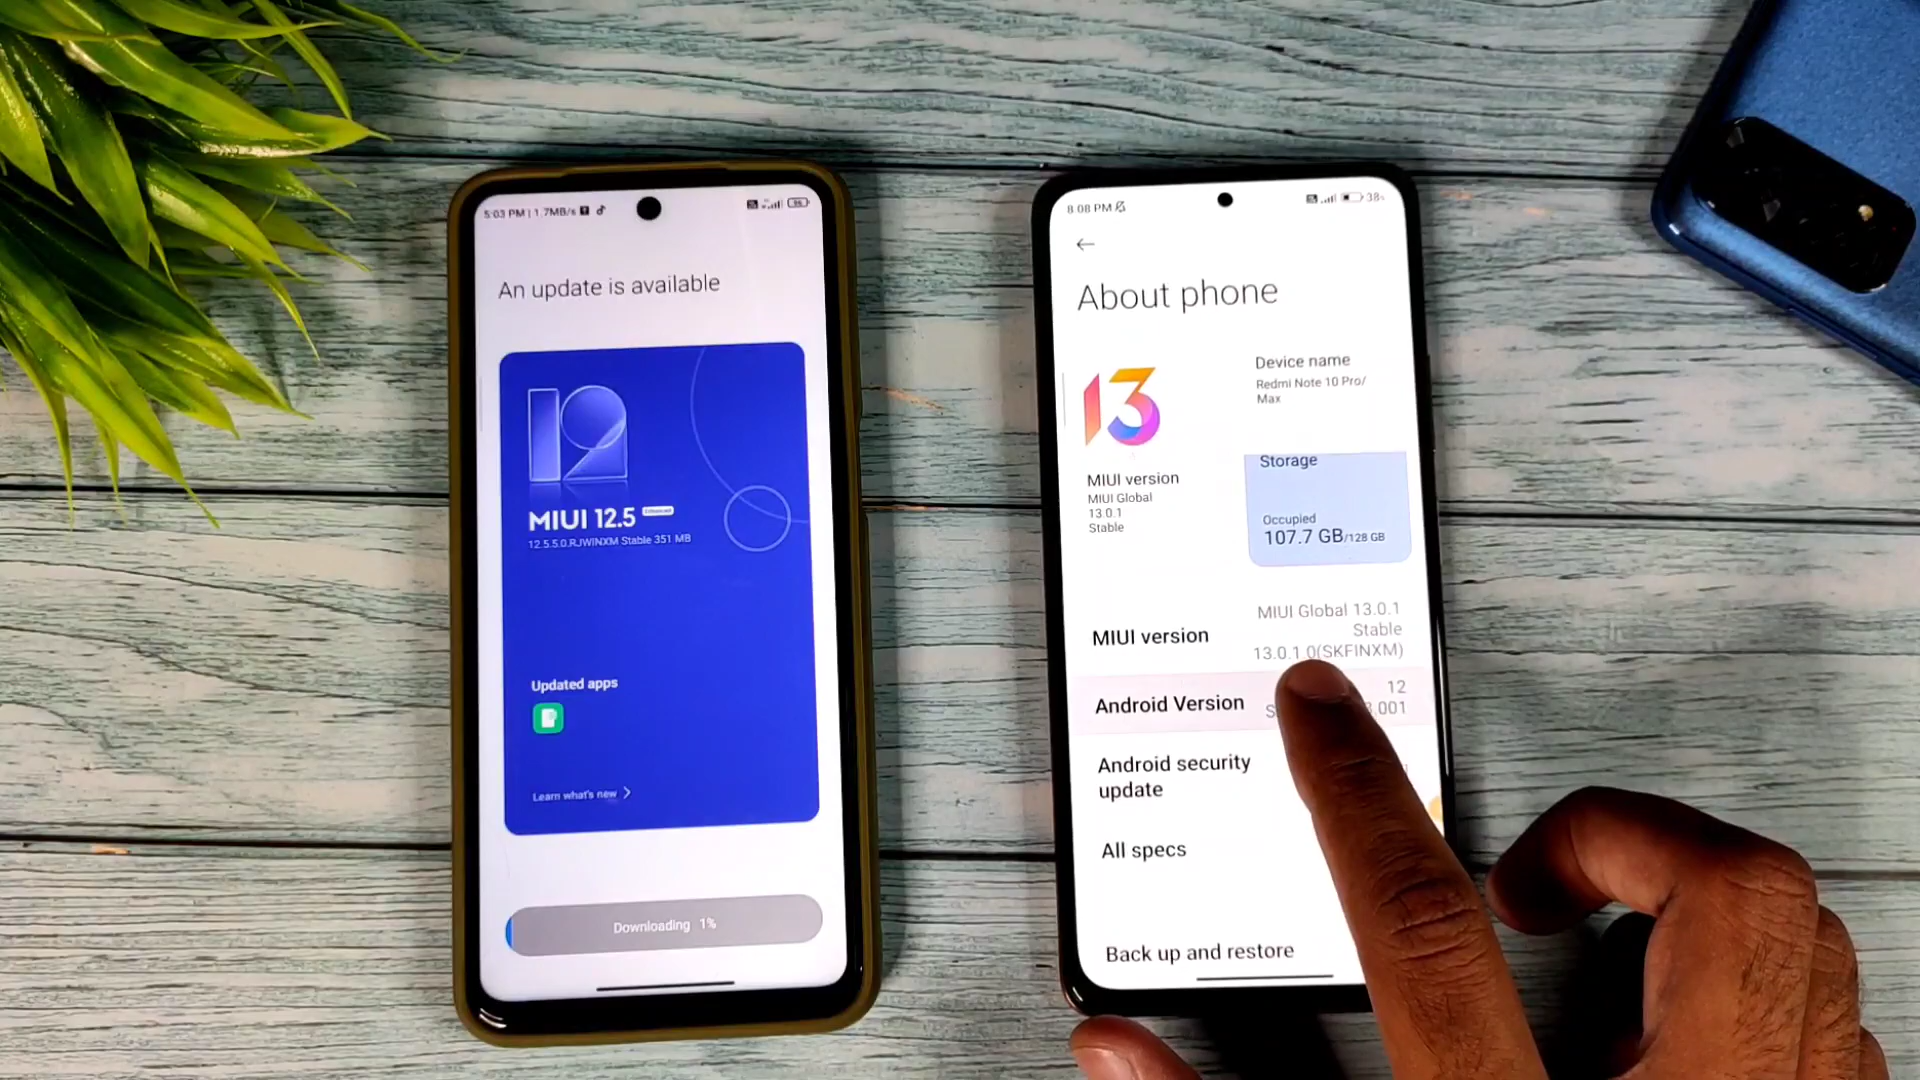 5:03 PM | 1.7MB/s
An update is available
12
MIUI 12.5 Enhanced
12.5.5.0.RJWINXM Stable 351 MB
Updated apps
Learn what's new
Downloading 1%
8:08 PM
38
About phone
13
MIUI version
MIUI Global
13.0.1
Stable
Device name
Redmi Note 10 Pro/
Max
Storage
Occupied
107.7 GB/128 GB
MIUI version
MIUI Global 13.0.1
Stable
13.0.1.0(SKFINXM)
Android Version
12
.001
Android security
update
All specs
Back up and restore